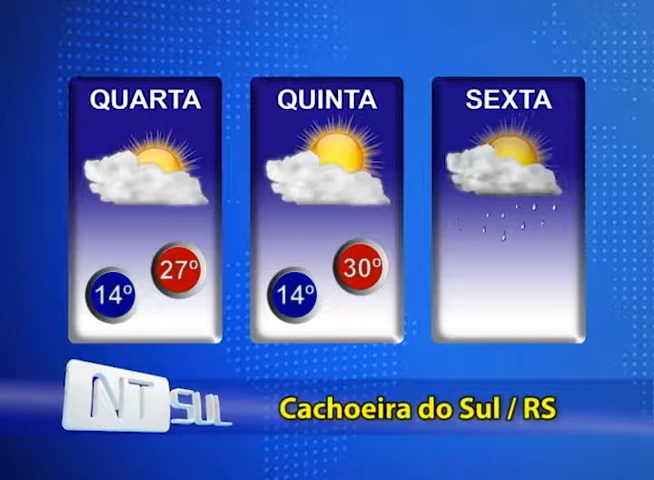 QUARTA
14º
27º
QUINTA
14º
30º
SEXTA
NT SUL
Cachoeira do Sul / RS